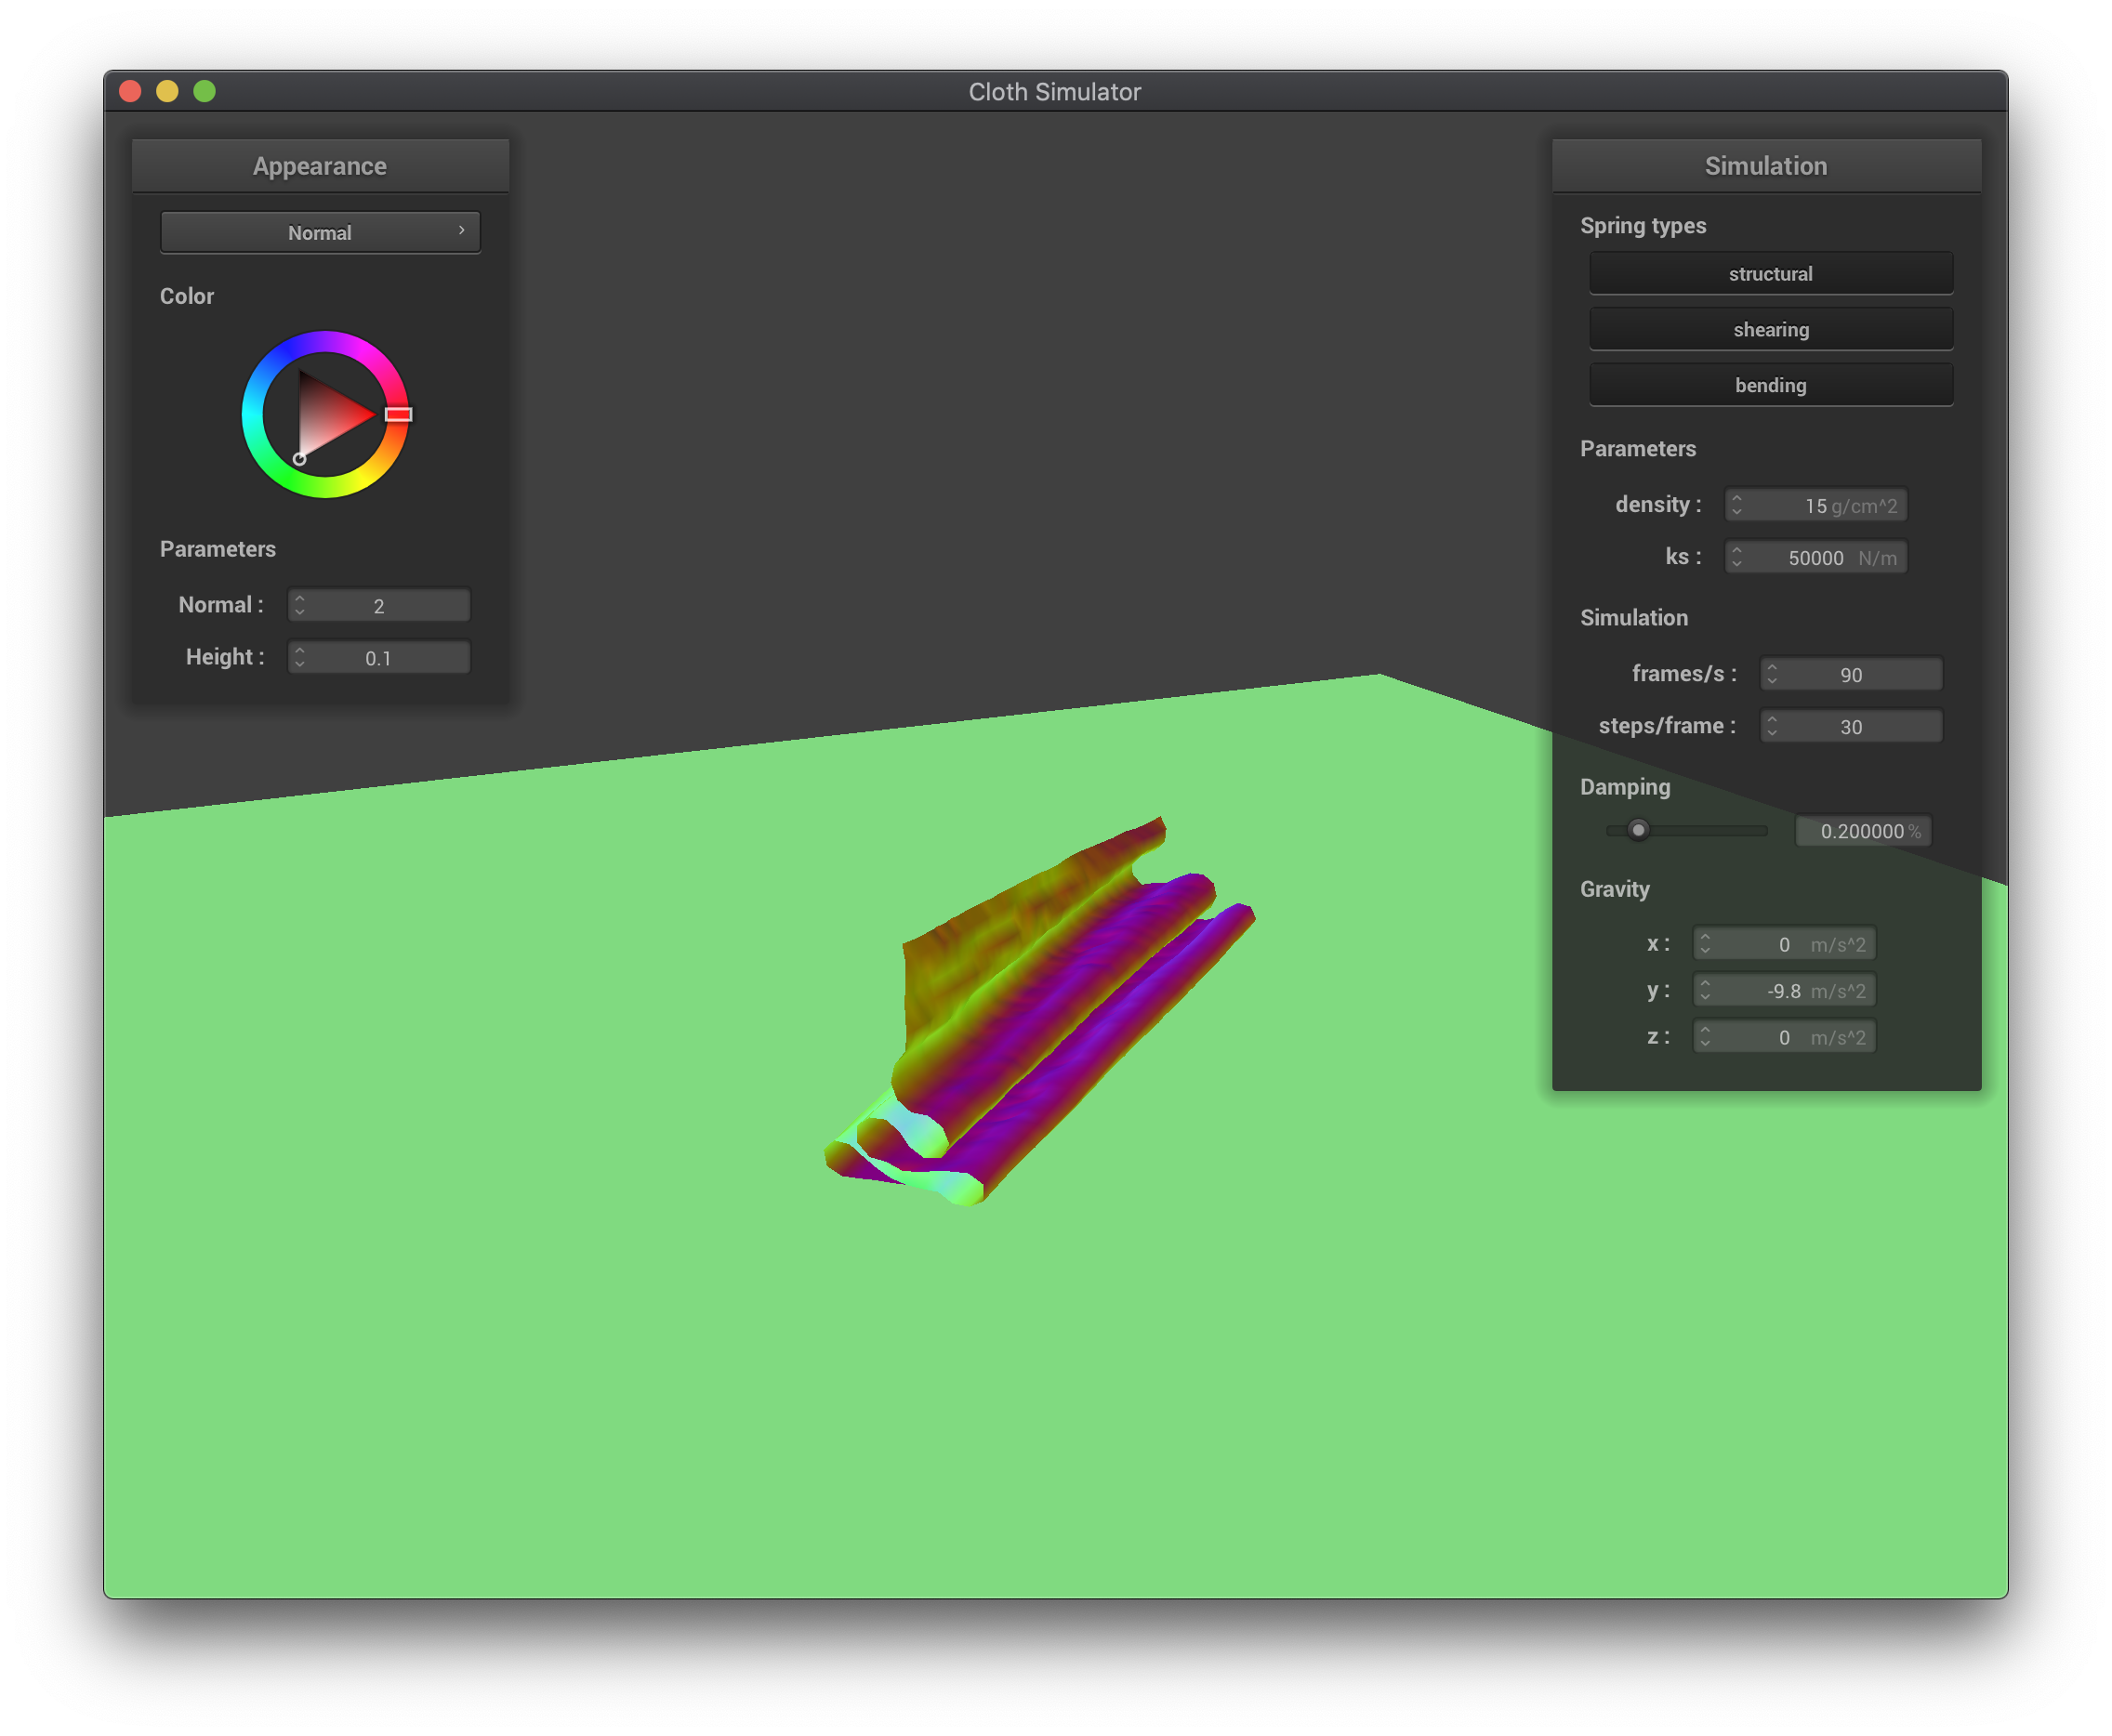 Cloth Simulator
Appearance
Normal
Color
Parameters
Normal : 2
Height : 0.1
Simulation
Spring types
structural
shearing
bending
Parameters
density : 15 g/cm^2
ks : 50000 N/m
Simulation
frames/s : 90
steps/frame : 30
Damping
0.200000 %
Gravity
x : 0 m/s^2
y : -9.8 m/s^2
z : 0 m/s^2